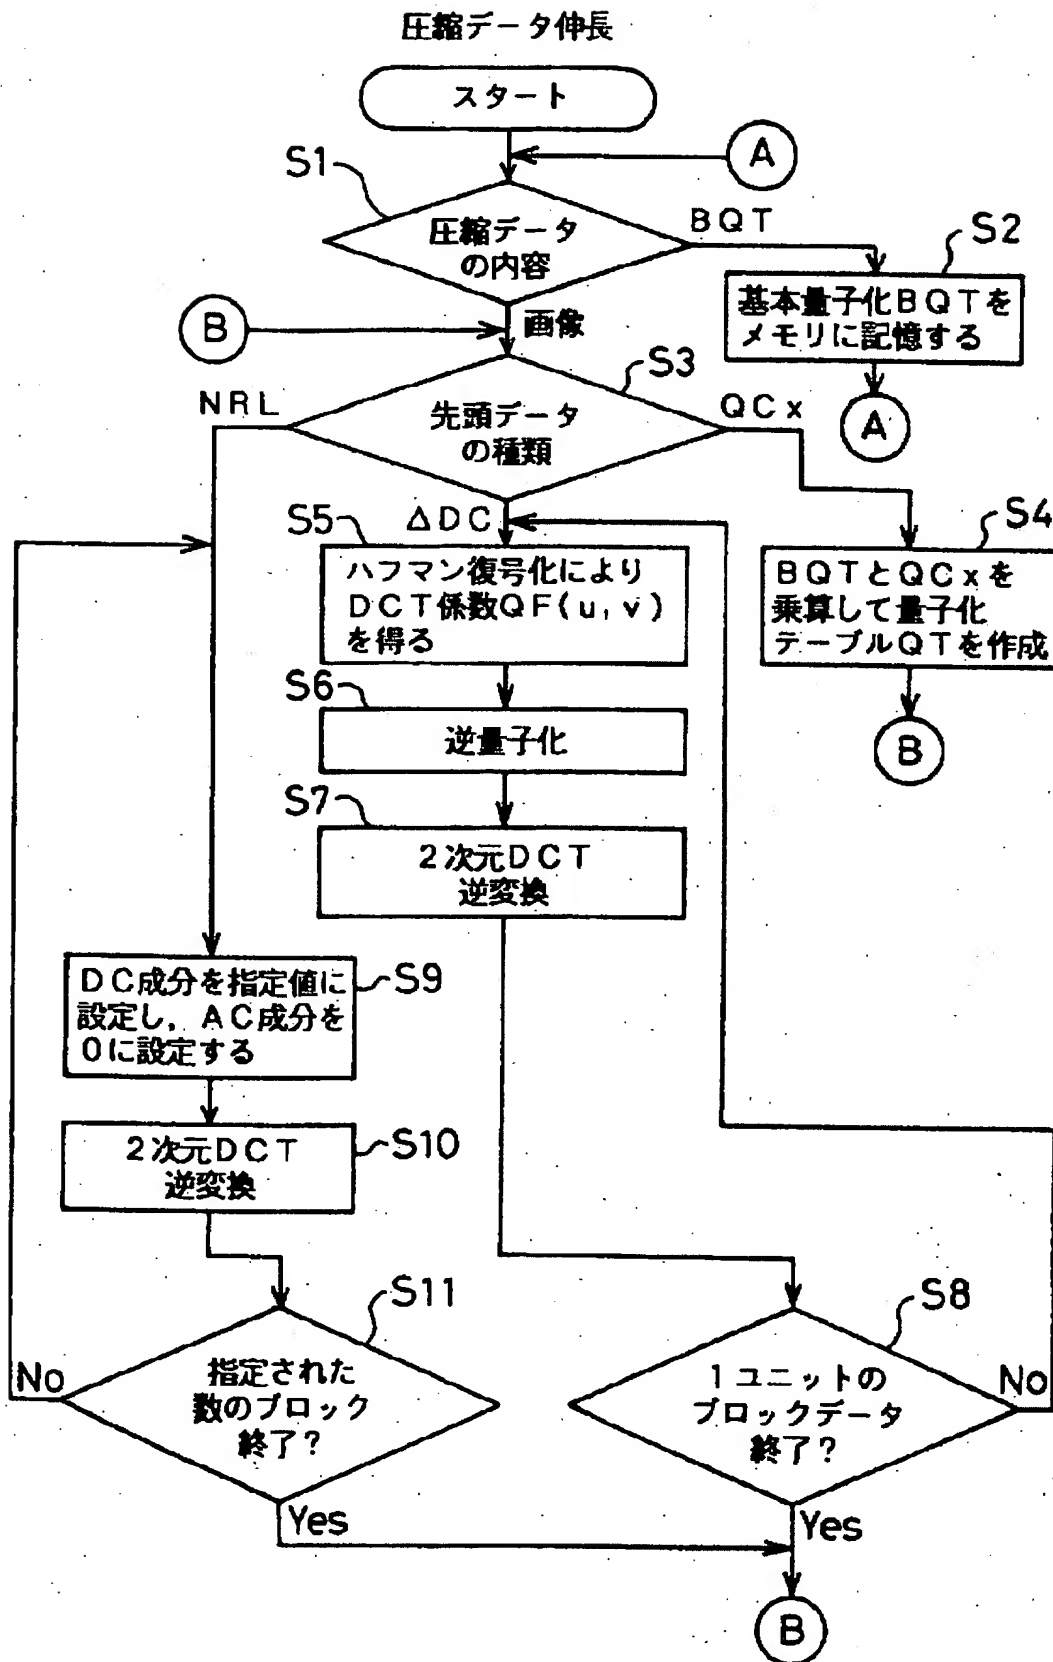 圧縮データ伸長
スタート
A
S1
圧縮データ
の内容
BQT
S2
基本量子化BQTを
メモリに記憶する
A
B
画像
S3
NRL
先頭データ
の種類
QCx
S4
BQTとQCxを
乗算して量子化
テーブルQTを作成
B
ΔDC
S5
ハフマン復号化により
DCT係数QF(u,v)
を得る
S6
逆量子化
S7
2次元DCT
逆変換
S9
DC成分を指定値に
設定し,AC成分を
0に設定する
S10
2次元DCT
逆変換
S11
指定された
数のブロック
終了?
No
Yes
S8
1ユニットの
ブロックデータ
終了?
No
Yes
B